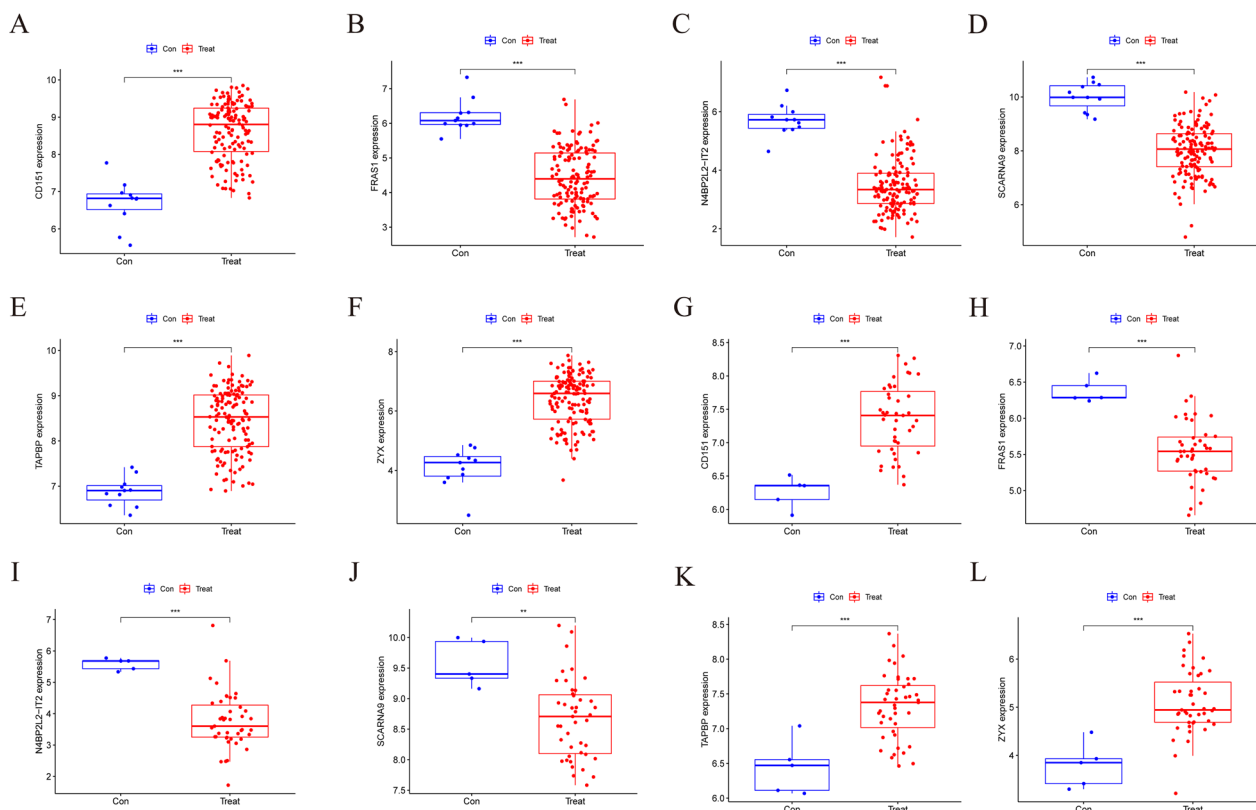 A
Con Treat
***
CD151 expression
10
9
8
7
6
Con Treat
B
Con Treat
***
FRAS1 expression
7
6
5
4
3
Con Treat
C
Con Treat
***
N4BP2L2−IT2 expression
6
4
2
Con Treat
D
Con Treat
***
SCARNA9 expression
10
8
6
Con Treat
E
Con Treat
***
TAPBP expression
10
9
8
7
Con Treat
F
Con Treat
***
ZYX expression
8
6
4
Con Treat
G
Con Treat
***
CD151 expression
8.5
8.0
7.5
7.0
6.5
6.0
Con Treat
H
Con Treat
***
FRAS1 expression
7.0
6.5
6.0
5.5
5.0
Con Treat
I
Con Treat
***
N4BP2L2−IT2 expression
7
6
5
4
3
2
Con Treat
J
Con Treat
**
SCARNA9 expression
10.0
9.5
9.0
8.5
8.0
7.5
Con Treat
K
Con Treat
***
TAPBP expression
8.5
8.0
7.5
7.0
6.5
6.0
Con Treat
L
Con Treat
***
ZYX expression
6
5
4
Con Treat